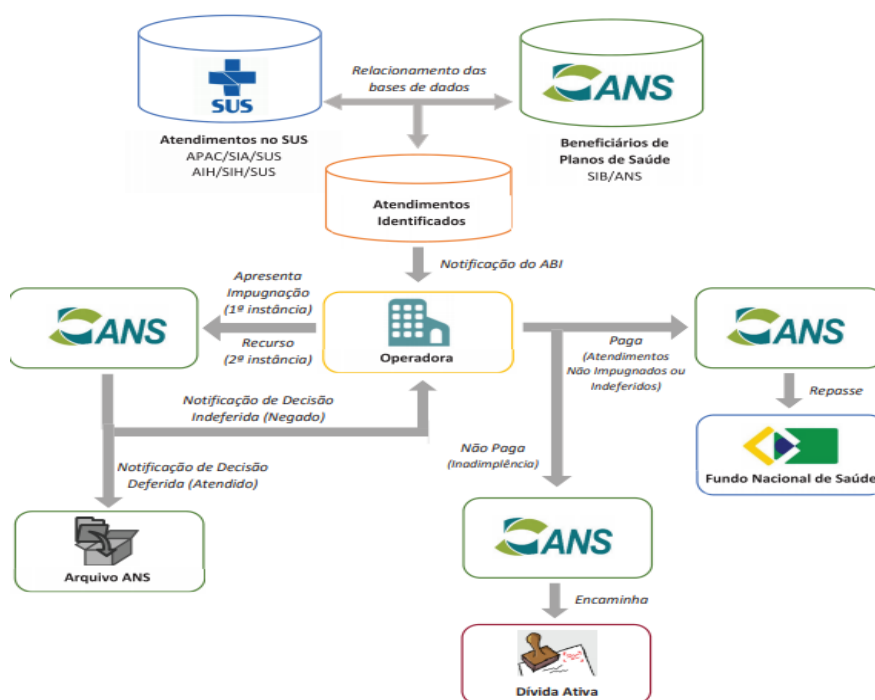 SUS
Relacionamento das
bases de dados
ANS
Atendimentos no SUS
APAC/SIA/SUS
AIH/SIH/SUS
Beneficiários de
Planos de Saúde
SIB/ANS
Atendimentos
Identificados
Notificação do ABI
Apresenta
Impugnação
(1ª instância)
Recurso
(2ª instância)
ANS
Operadora
Paga
(Atendimentos
Não Impugnados ou
Indeferidos)
ANS
Notificação de Decisão
Indeferida (Negado)
Repasse
Fundo Nacional de Saúde
Não Paga
(Inadimplência)
Notificação de Decisão
Deferida (Atendido)
Arquivo ANS
ANS
Encaminha
Dívida Ativa